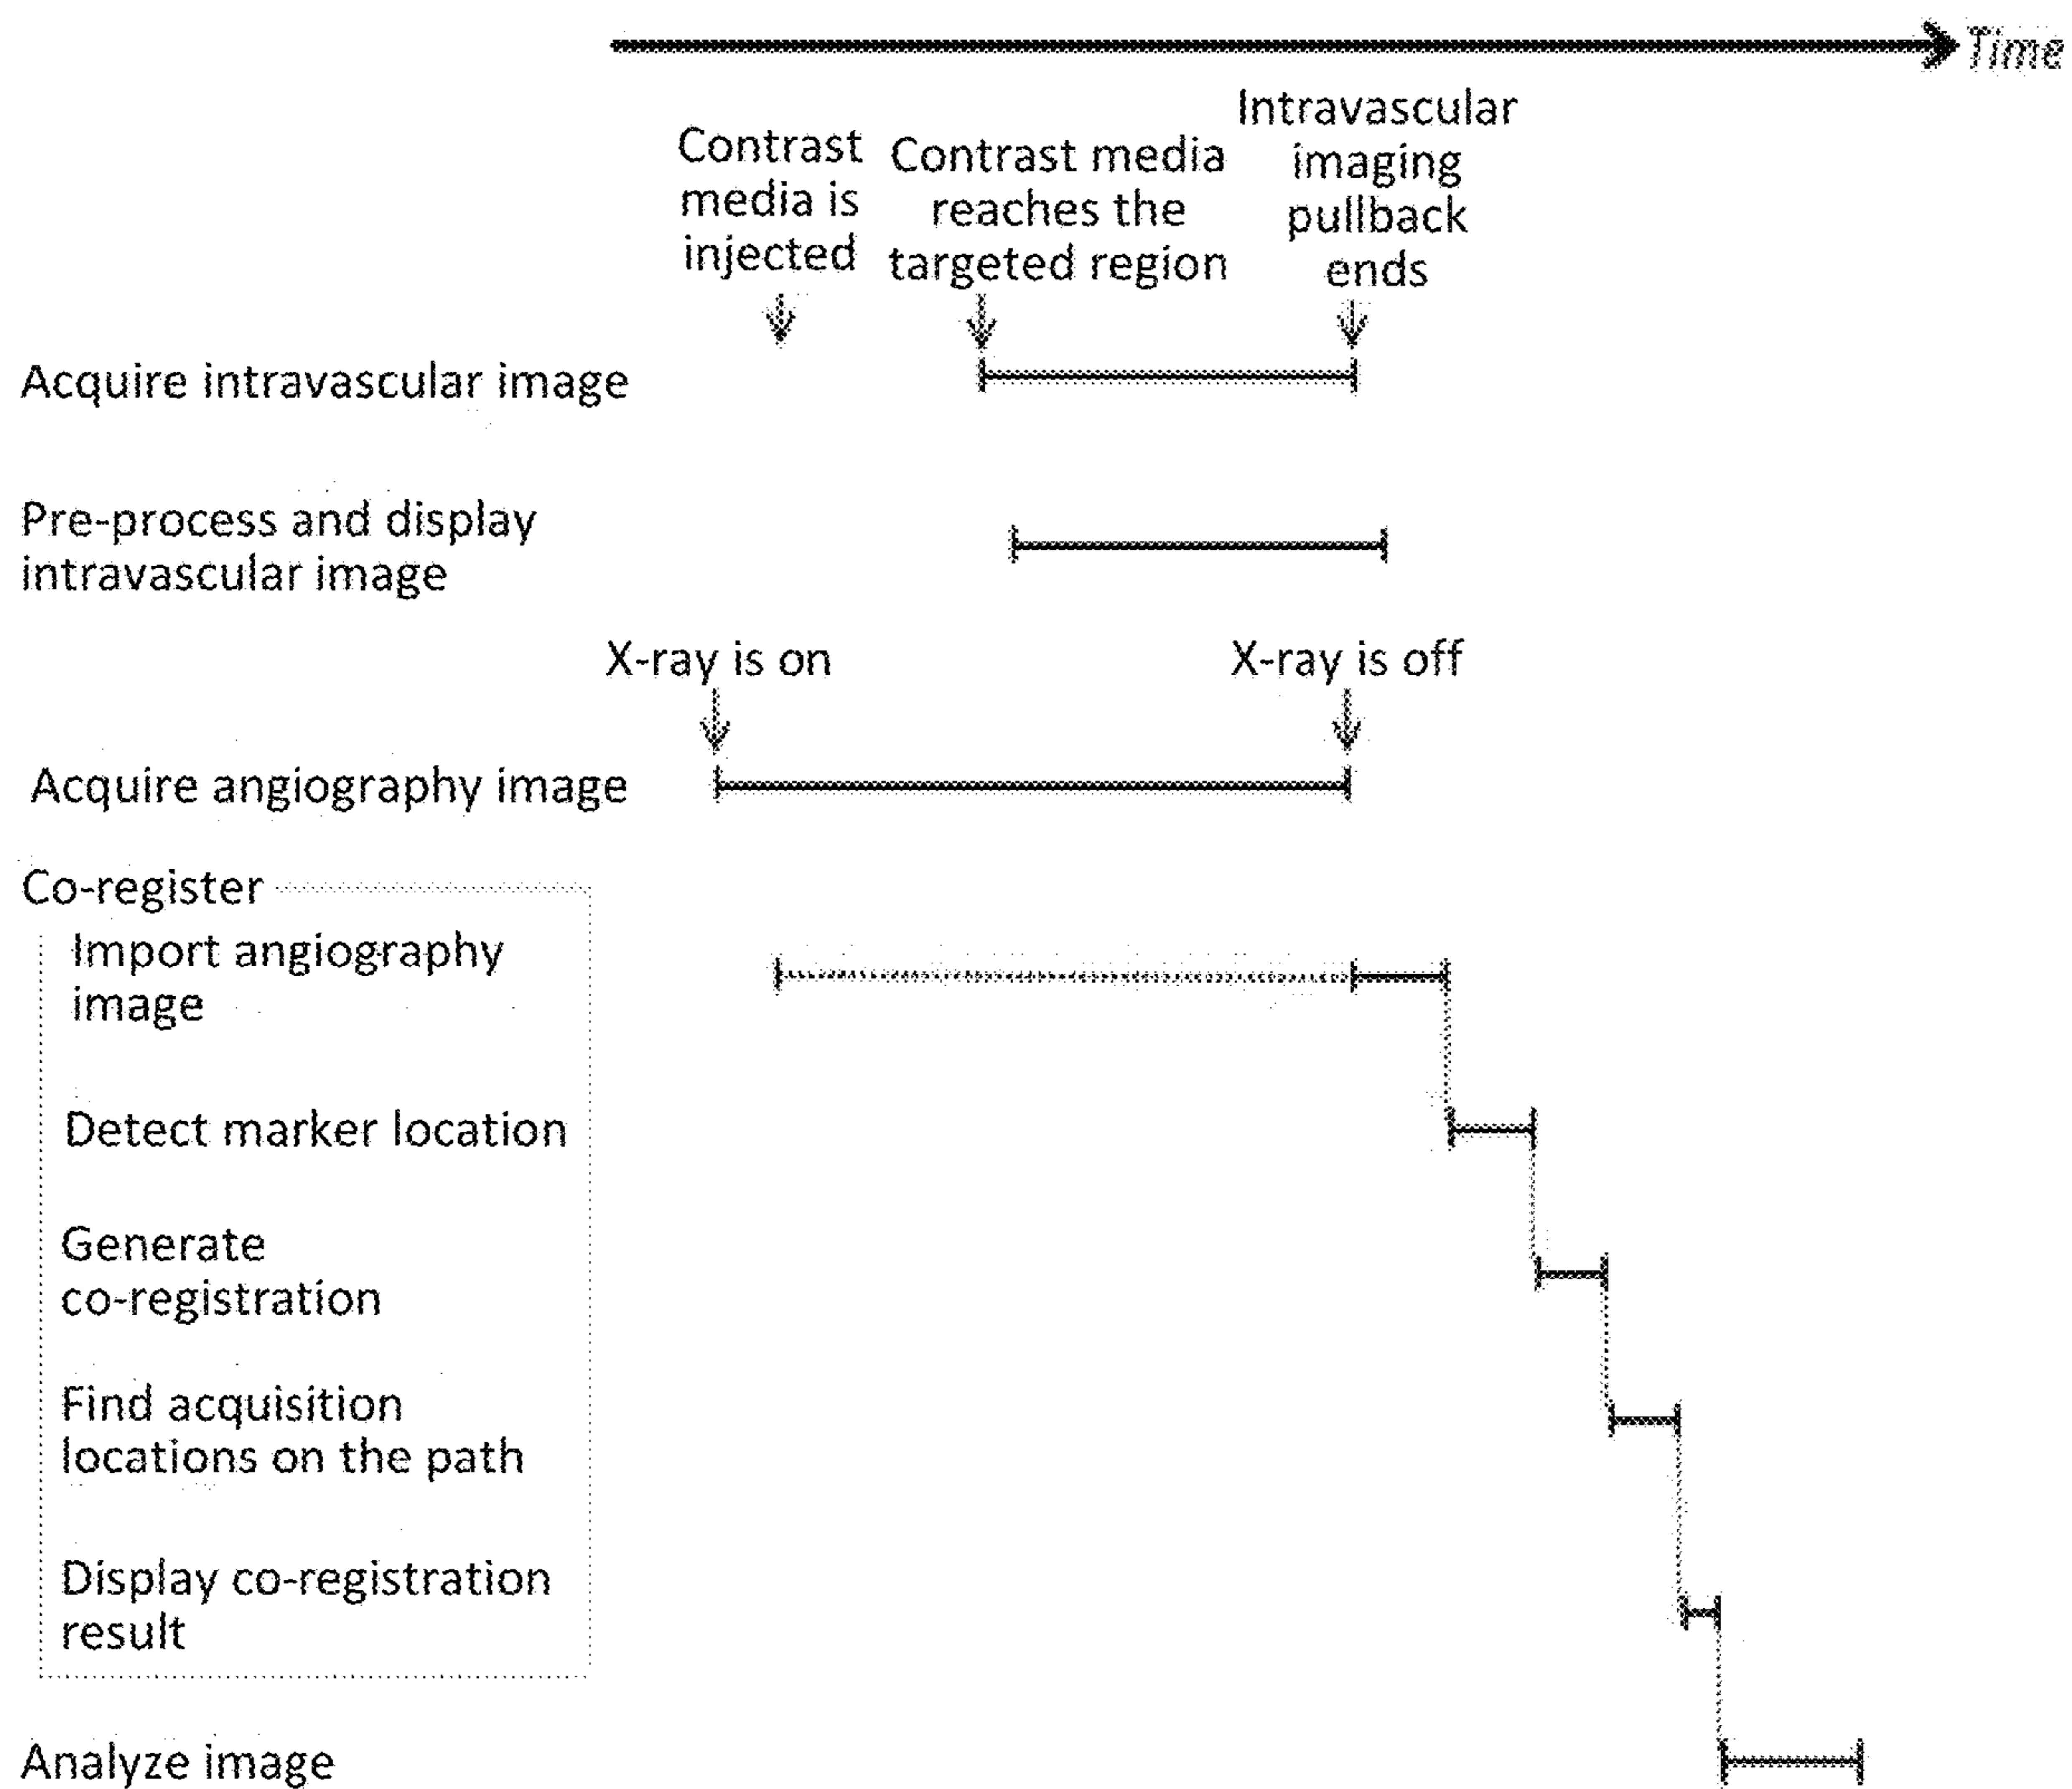 Time
Contrast
media is
injected
Contrast media
reaches the
targeted region
Intravascular
imaging
pullback
ends
Acquire intravascular image
Pre-process and display
intravascular image
X-ray is on
X-ray is off
Acquire angiography image
Co-register
Import angiography
image
Detect marker location
Generate
co-registration
Find acquisition
locations on the path
Display co-registration
result
Analyze image